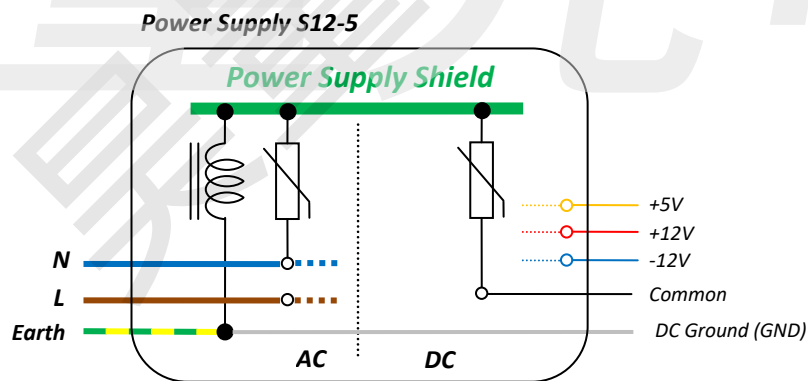 Power Supply S12-5
Power Supply Shield
+5V
+12V
-12V
N
L
Common
Earth
DC Ground (GND)
AC
DC